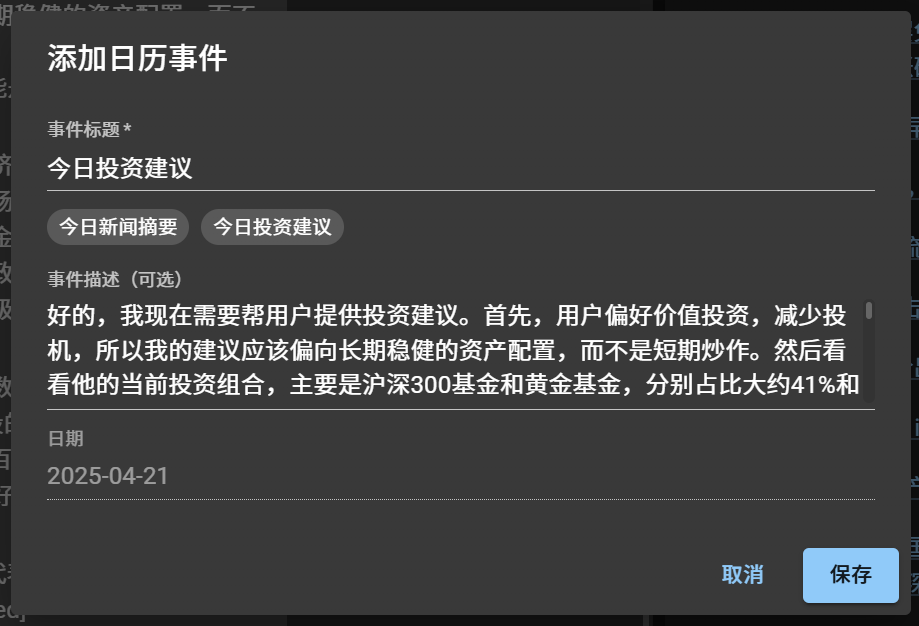 添加日历事件
事件标题*
今日投资建议
今日新闻摘要 今日投资建议
事件描述（可选）
好的，我现在需要帮用户提供投资建议。首先，用户偏好价值投资，减少投
机，所以我的建议应该偏向长期稳健的资产配置，而不是短期炒作。然后看
看他的当前投资组合，主要是沪深300基金和黄金基金，分别占比大约41%和
日期
2025-04-21
取消 保存